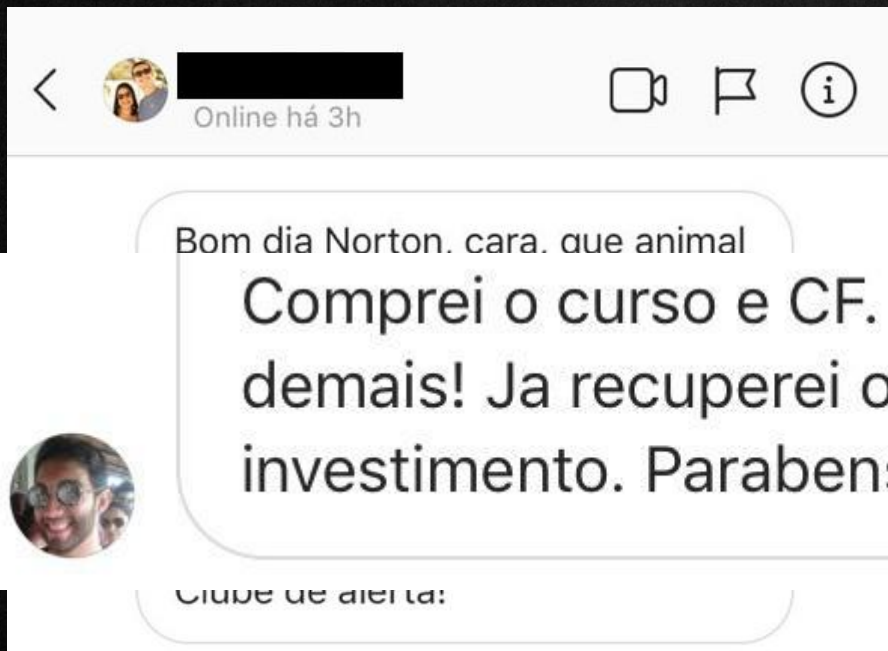 Online há 3h
Bom dia Norton, cara, que animal
Comprei o curso e CF.
demais! Ja recuperei o
investimento. Parabens
Clube de alerta!